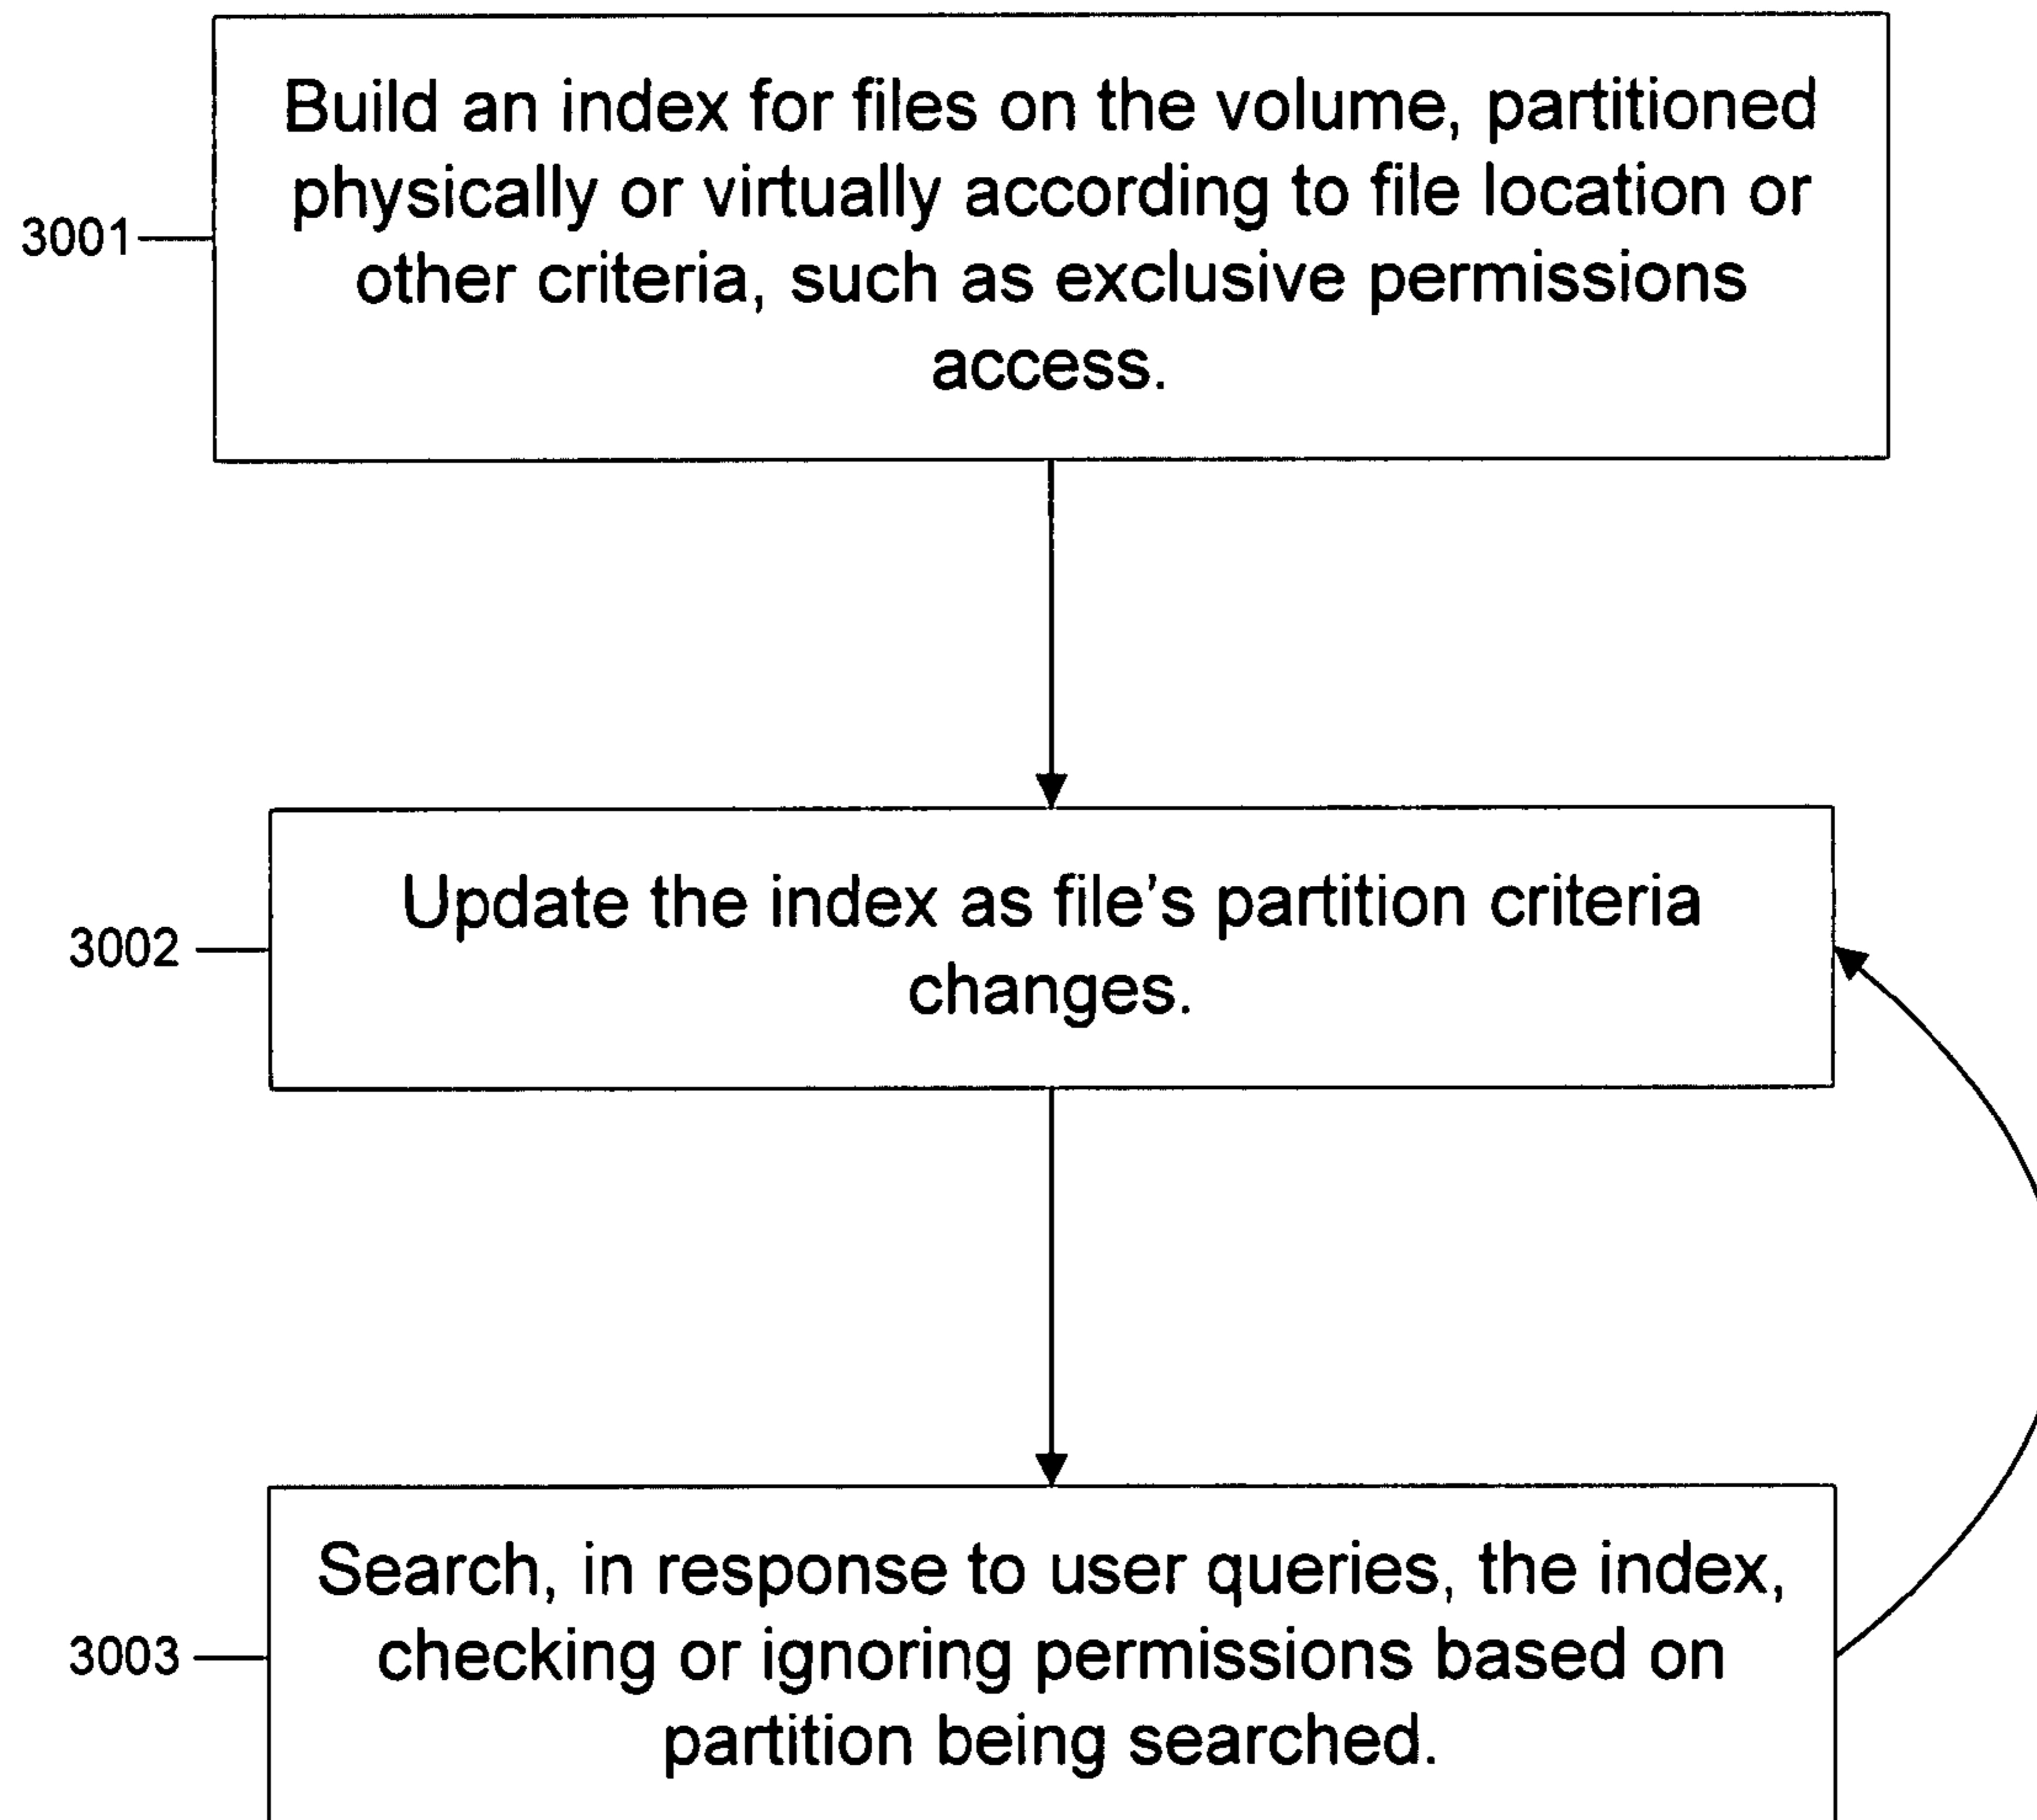 Build an index for files on the volume, partitioned
physically or virtually according to file location or
3001
other criteria, such as exclusive permissions
access.
Update the index as file's partition criteria
3002
changes.
Search, in response to user queries, the index,
3003
checking or ignoring permissions based on
partition being searched.